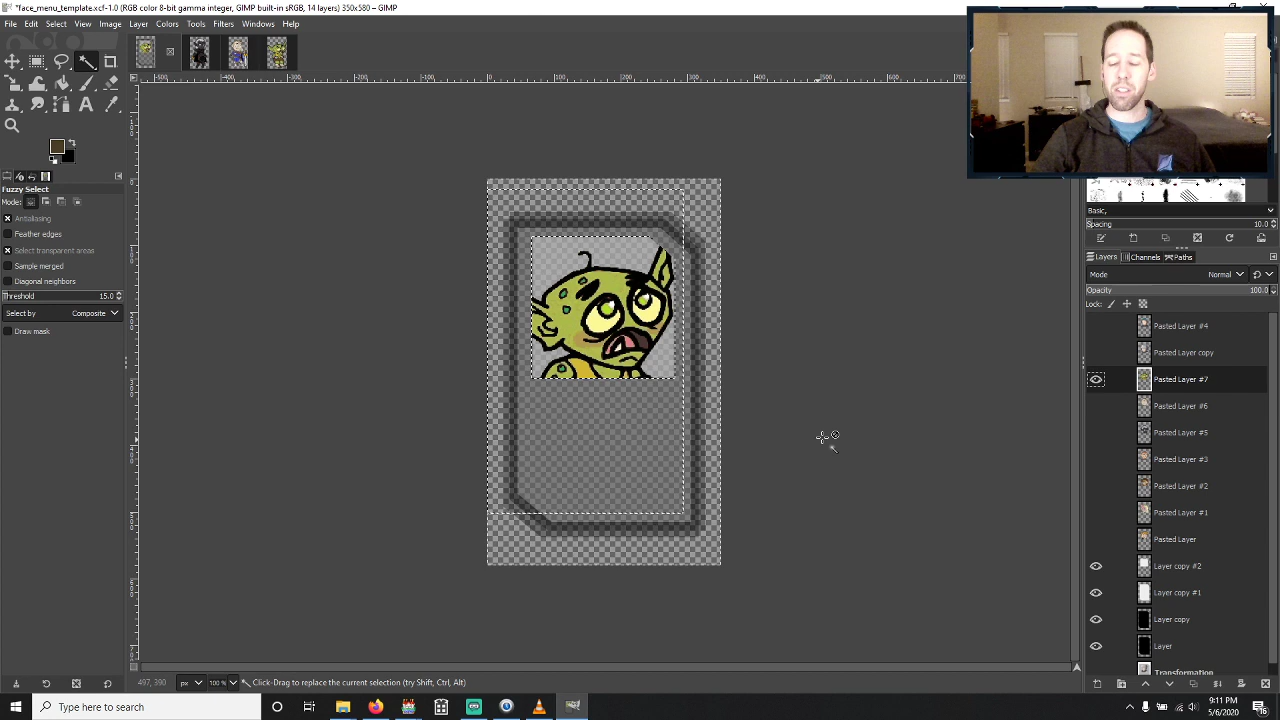 *face_menu_template.xcf-1.0 (RGB color 8-bit gamma integer, GIMP built-in sRGB, 14 layers) 350x580 – GIMP
File Edit Select View Image Layer Colors Tools Filters Windows Help
Fuzzy Select
Mode:
Antialiasing
Feather edges
Select transparent areas
Sample merged
Diagonal neighbors
Threshold 15.0
Select by Composite
Draw mask
Basic,
Spacing 10.0
Layers Channels Paths
Mode Normal
Opacity 100.0
Lock:
Pasted Layer #4
Pasted Layer copy
Pasted Layer #7
Pasted Layer #6
Pasted Layer #5
Pasted Layer #3
Pasted Layer #2
Pasted Layer #1
Pasted Layer
Layer copy #2
Layer copy #1
Layer copy
Layer
Transformation
497, 390 px 100 % Click-Drag to replace the current selection (try Shift, Ctrl, Alt)
Type here to search
9:11 PM
5/6/2020